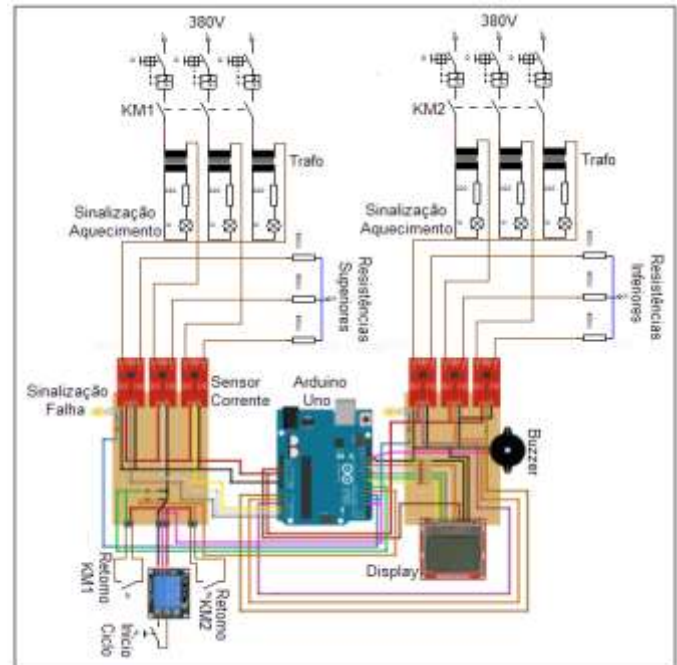 380V
380V
KM1
KM2
Trafo
Trafo
Sinalização
Aquecimento
Sinalização
Aquecimento
Resistências
Superiores
Resistências
Inferiores
Sinalização
Falha
Sensor
Corrente
Arduino
Uno
Buzzer
Retorno
KM1
Início
Ciclo
Retorno
KM2
Display